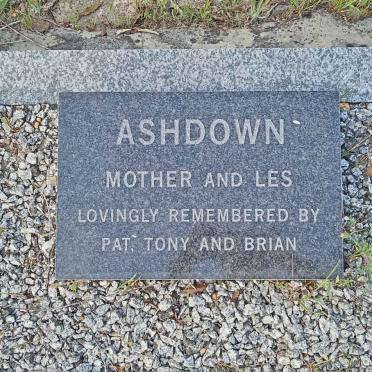 ASHDOWN
MOTHER AND LES
LOVINGLY REMEMBERED BY
PAT, TONY AND BRIAN